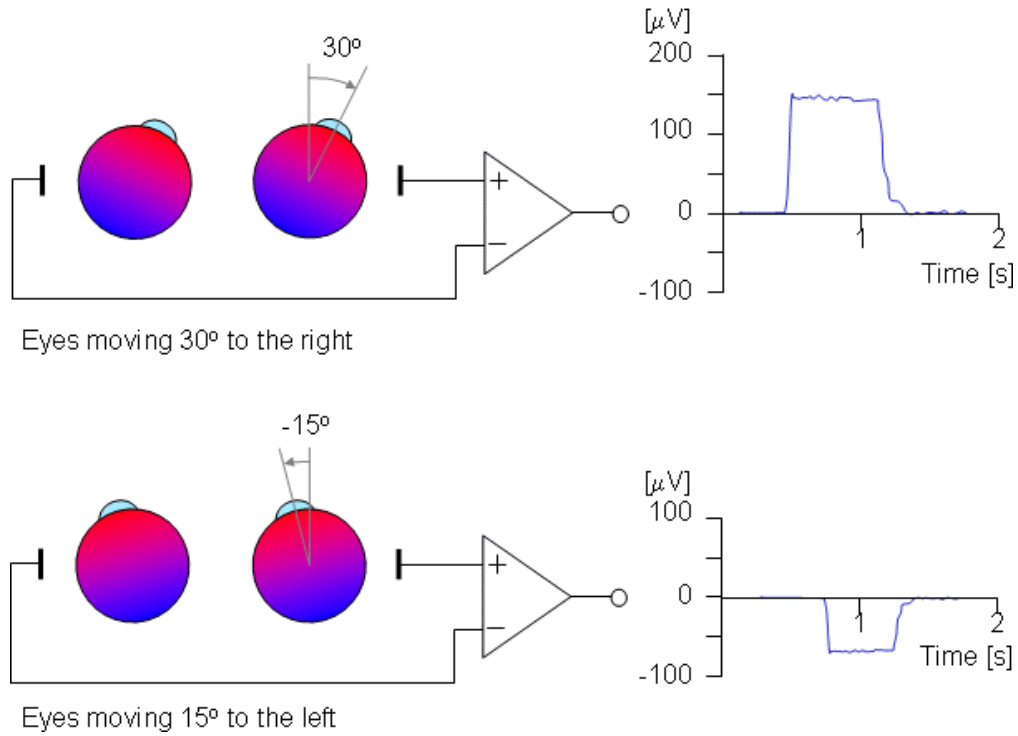 30º
+
−
[μV]
200
100
0
-100
1
2
Time [s]
Eyes moving 30º to the right
-15º
+
−
[μV]
100
0
-100
1
2
Time [s]
Eyes moving 15º to the left